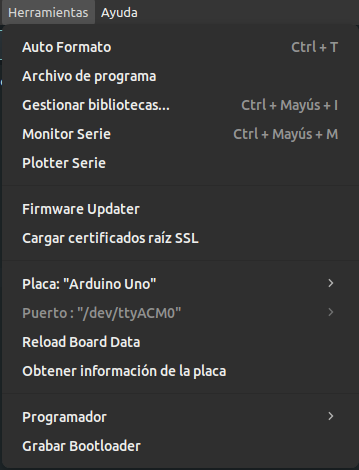 Herramientas Ayuda
Auto Formato Ctrl + T
Archivo de programa
Gestionar bibliotecas... Ctrl + Mayús + I
Monitor Serie Ctrl + Mayús + M
Plotter Serie
Firmware Updater
Cargar certificados raíz SSL
Placa: "Arduino Uno"
Puerto : "/dev/ttyACM0"
Reload Board Data
Obtener información de la placa
Programador
Grabar Bootloader